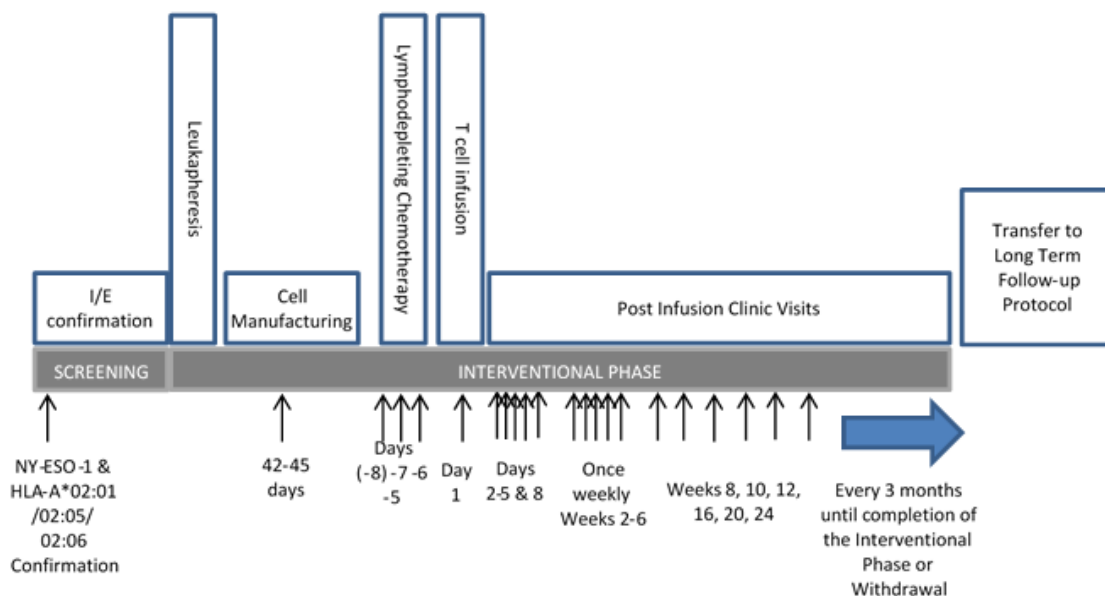 Leukapheresis
Lymphodepleting Chemotherapy
T cell infusion
I/E
confirmation
Cell
Manufacturing
Post Infusion Clinic Visits
Transfer to
Long Term
Follow-up
Protocol
SCREENING
INTERVENTIONAL PHASE
NY-ESO-1 &
HLA-A*02:01
/02:05/
02:06
Confirmation
42-45
days
Days
(-8) -7 -6
-5
Day
1
Days
2-5 & 8
Once
weekly
Weeks 2-6
Weeks 8, 10, 12,
16, 20, 24
Every 3 months
until completion of
the Interventional
Phase or
Withdrawal